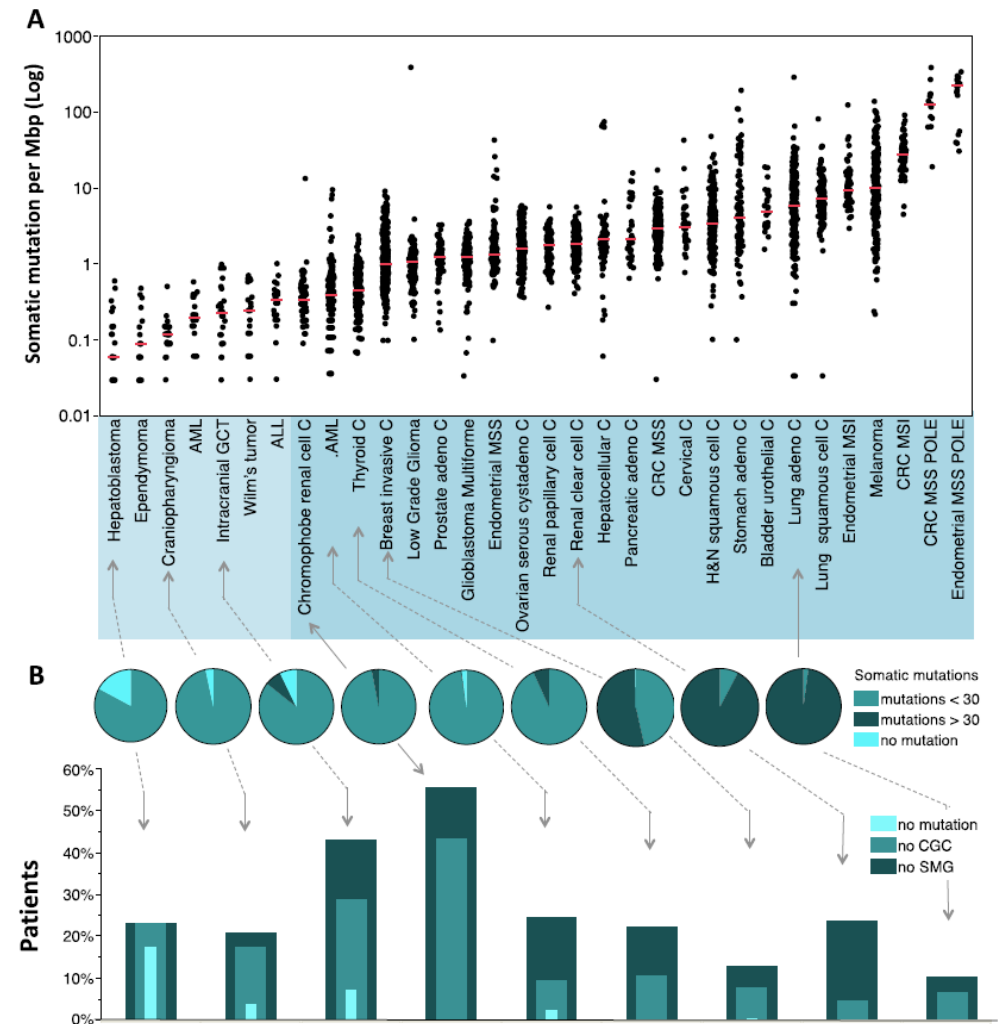 A
Somatic mutation per Mbp (Log)
1000
100
10
1
0.1
0.01
Hepatoblastoma
Ependymoma
Craniopharyngioma
AML
Intracranial GCT
Wilm's tumor
ALL
Chromophobe renal cell C
.AML
Thyroid C
Breast invasive C
Low Grade Glioma
Prostate adeno C
Glioblastoma Multiforme
Endometrial MSS
Ovarian serous cystadeno C
Renal papillary cell C
Renal clear cell C
Hepatocellular C
Pancreatic adeno C
CRC MSS
Cervical C
H&N squamous cell C
Stomach adeno C
Bladder urothelial C
Lung adeno C
Lung squamous cell C
Endometrial MSI
Melanoma
CRC MSI
CRC MSS POLE
Endometrial MSS POLE
B
Somatic mutations
mutations < 30
mutations > 30
no mutation
Patients
60%
50%
40%
30%
20%
10%
0%
no mutation
no CGC
no SMG